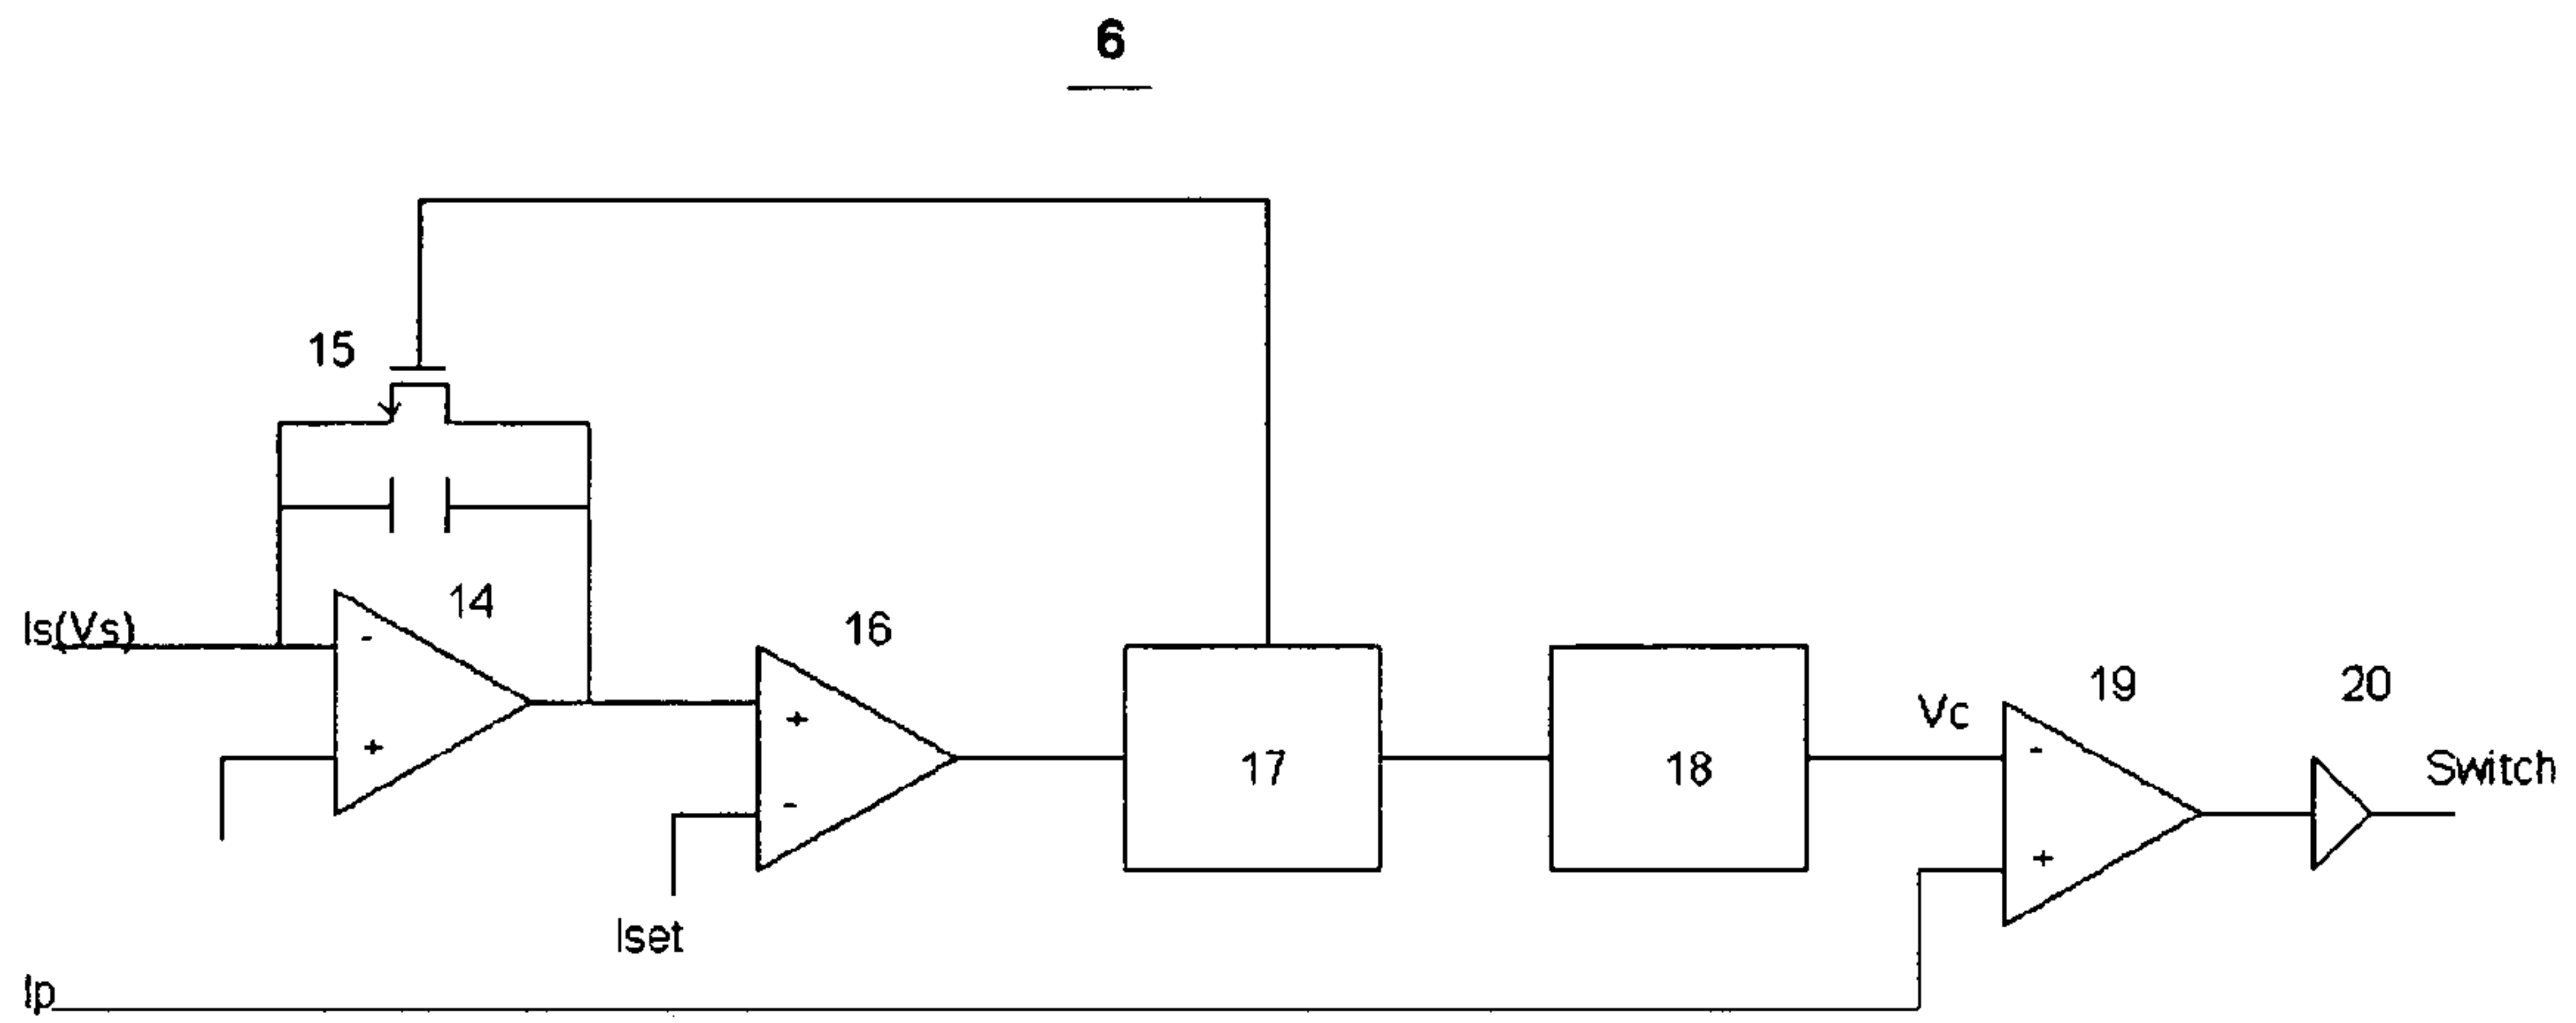 6
15
14
Is(Vs)
-
+
16
+
-
Iset
17
18
Vc
19
-
+
20
Switch
Ip